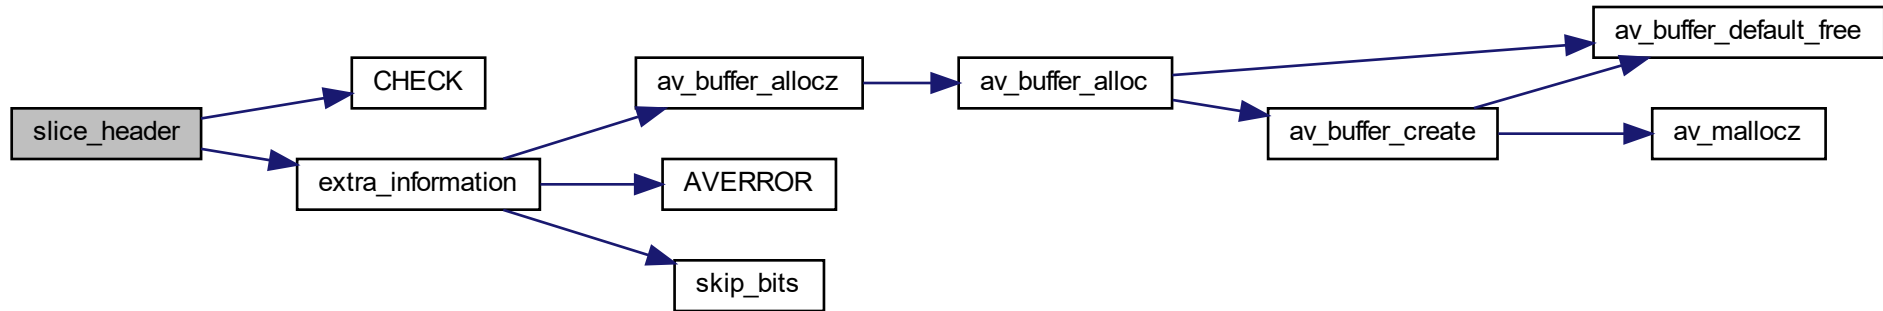 slice_header
CHECK
extra_information
av_buffer_allocz
AVERROR
skip_bits
av_buffer_alloc
av_buffer_create
av_buffer_default_free
av_mallocz